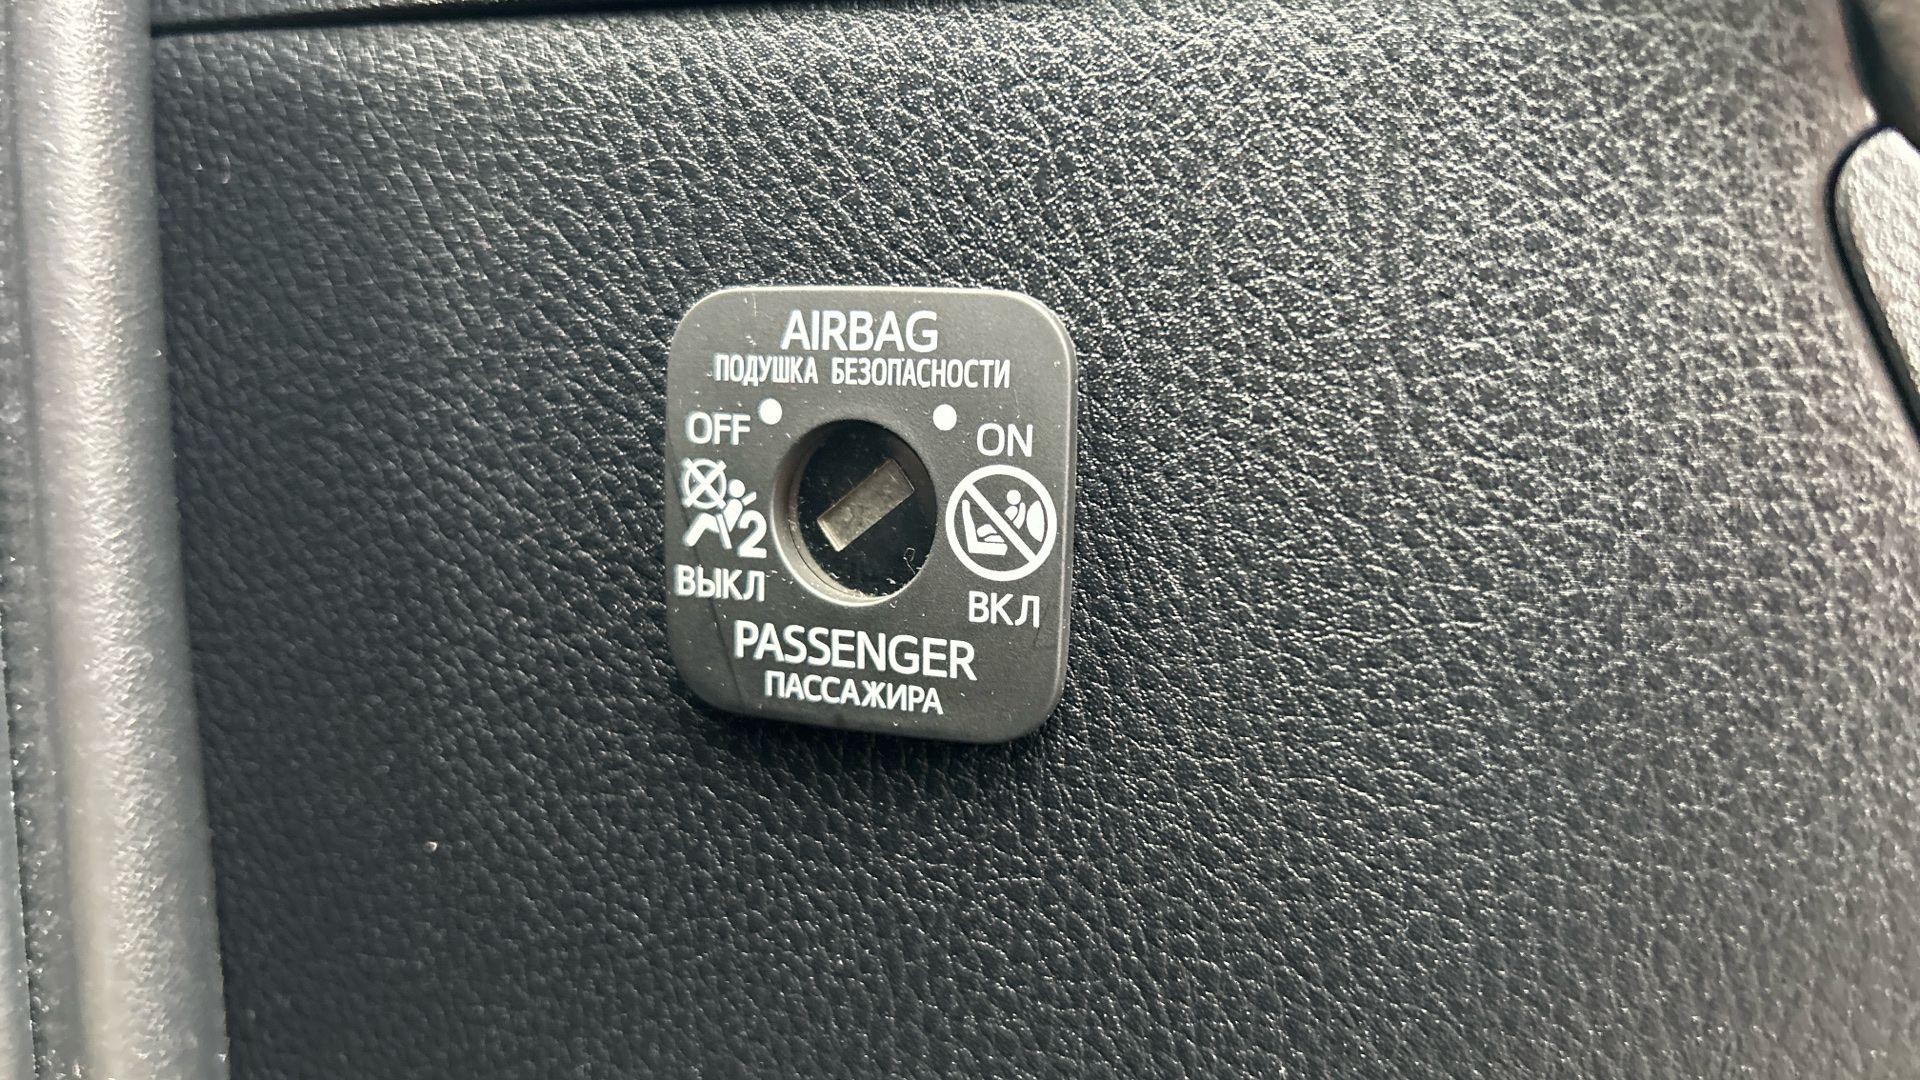 AIRBAG
ПОДУШКА БЕЗОПАСНОСТИ
OFF
ON
2
ВЫКЛ
ВКЛ
PASSENGER
ПАССАЖИРА